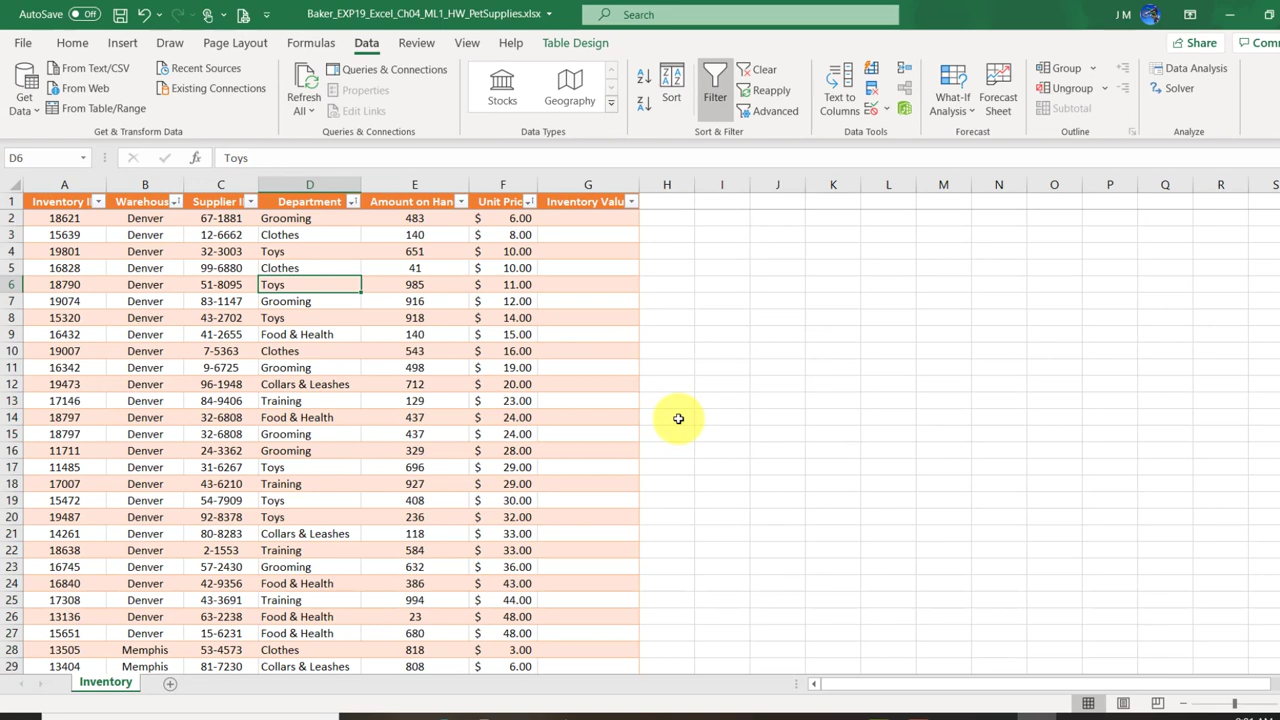 AutoSave Off Baker_EXP19_Excel_Ch04_ML1_HW_PetSupplies.xlsx Search J M
File Home Insert Draw Page Layout Formulas Data Review View Help Table Design Share Com
Get Data From Text/CSV Recent Sources
From Web Existing Connections
From Table/Range
Get & Transform Data
Refresh All Queries & Connections
Properties
Edit Links
Queries & Connections
Stocks Geography
Data Types
Sort Filter Clear
Reapply
Advanced
Sort & Filter
Text to Columns
Data Tools
What-If Analysis Forecast Sheet
Forecast
Group
Ungroup
Subtotal
Outline
Data Analysis
Solver
Analyze
D6 fx Toys
A B C D E F G H I J K L M N O P Q R S
1 Inventory I Warehous Supplier I Department Amount on Han Unit Pric Inventory Valu
2 18621 Denver 67-1881 Grooming 483 $ 6.00
3 15639 Denver 12-6662 Clothes 140 $ 8.00
4 19801 Denver 32-3003 Toys 651 $ 10.00
5 16828 Denver 99-6880 Clothes 41 $ 10.00
6 18790 Denver 51-8095 Toys 985 $ 11.00
7 19074 Denver 83-1147 Grooming 916 $ 12.00
8 15320 Denver 43-2702 Toys 918 $ 14.00
9 16432 Denver 41-2655 Food & Health 140 $ 15.00
10 19007 Denver 7-5363 Clothes 543 $ 16.00
11 16342 Denver 9-6725 Grooming 498 $ 19.00
12 19473 Denver 96-1948 Collars & Leashes 712 $ 20.00
13 17146 Denver 84-9406 Training 129 $ 23.00
14 18797 Denver 32-6808 Food & Health 437 $ 24.00
15 18797 Denver 32-6808 Grooming 437 $ 24.00
16 11711 Denver 24-3362 Grooming 329 $ 28.00
17 11485 Denver 31-6267 Toys 696 $ 29.00
18 17007 Denver 43-6210 Training 927 $ 29.00
19 15472 Denver 54-7909 Toys 408 $ 30.00
20 19487 Denver 92-8378 Toys 236 $ 32.00
21 14261 Denver 80-8283 Collars & Leashes 118 $ 33.00
22 18638 Denver 2-1553 Training 584 $ 33.00
23 16745 Denver 57-2430 Grooming 632 $ 36.00
24 16840 Denver 42-9356 Food & Health 386 $ 43.00
25 17308 Denver 43-3691 Training 994 $ 44.00
26 13136 Denver 63-2238 Food & Health 23 $ 48.00
27 15651 Denver 15-6231 Food & Health 680 $ 48.00
28 13505 Memphis 53-4573 Clothes 818 $ 3.00
29 13404 Memphis 81-7230 Collars & Leashes 808 $ 6.00
Inventory